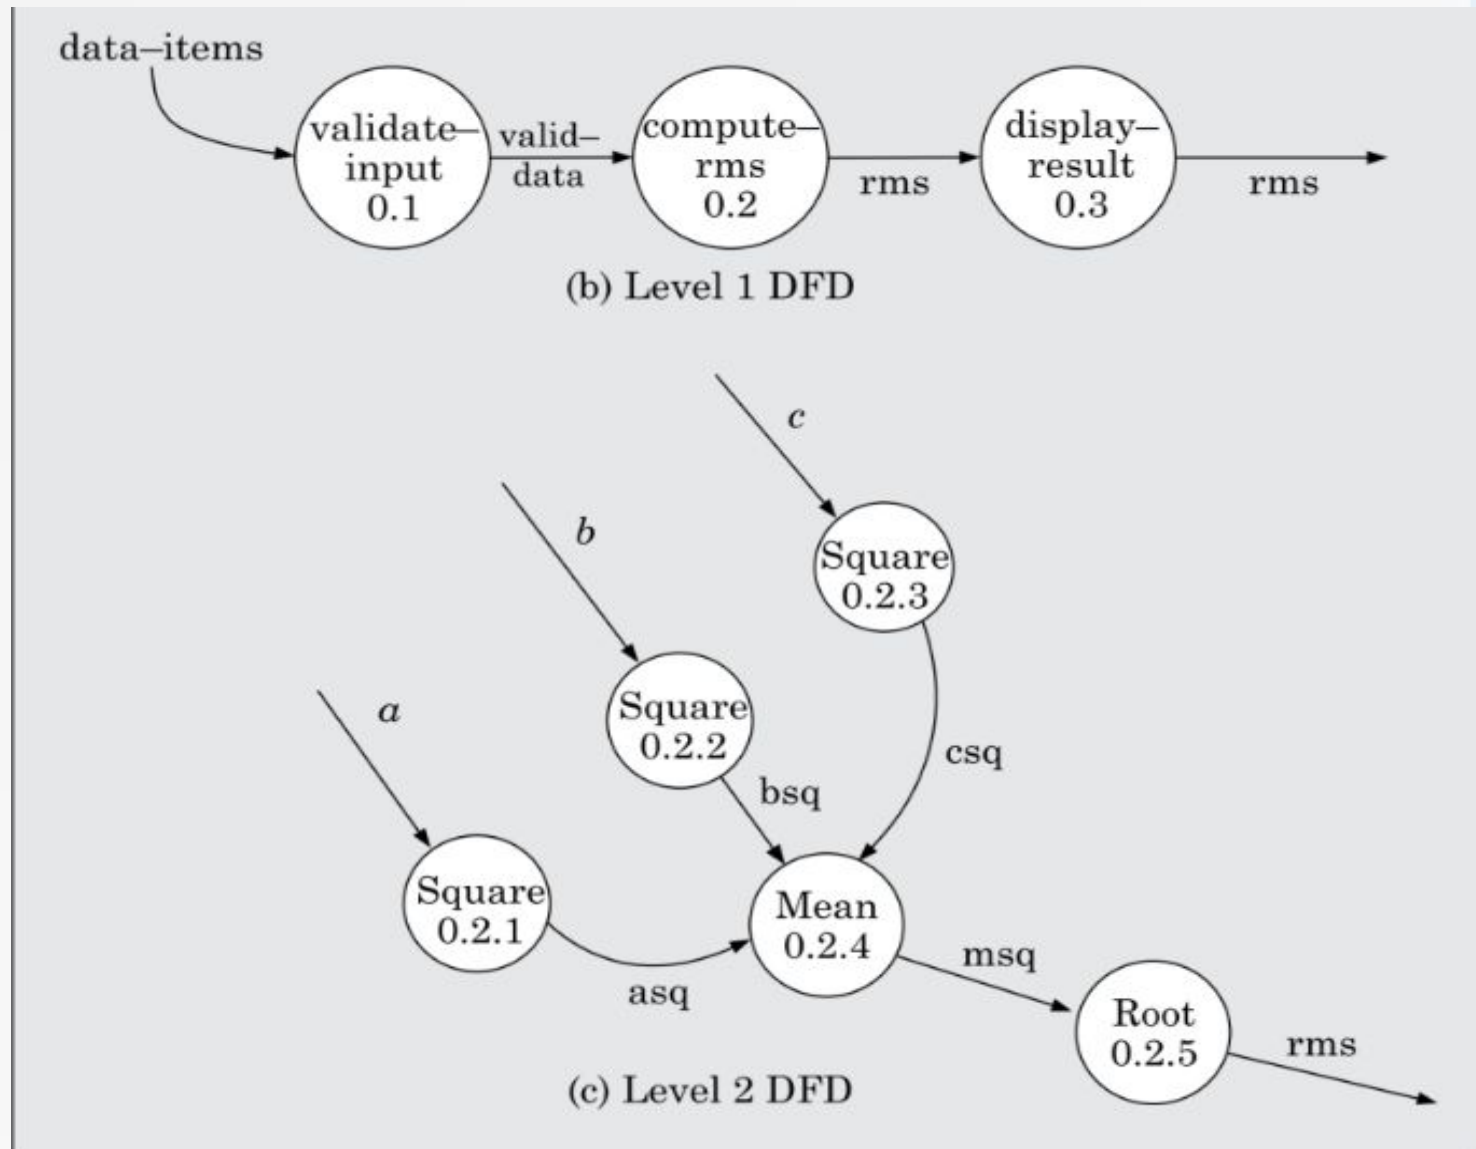 data–items
validate–
input
0.1
valid–
data
compute–
rms
0.2
rms
display–
result
0.3
rms
(b) Level 1 DFD
c
Square
0.2.3
b
Square
0.2.2
csq
bsq
a
Square
0.2.1
asq
Mean
0.2.4
msq
Root
0.2.5
rms
(c) Level 2 DFD